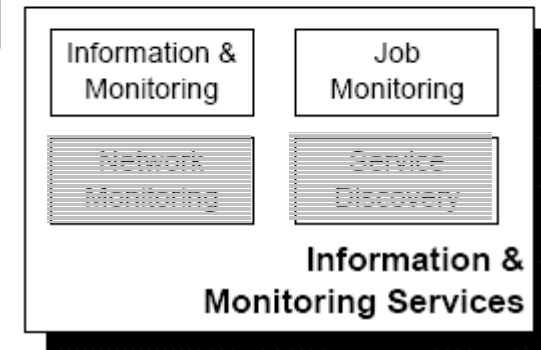 Information &
Monitoring
Job
Monitoring
Network
Monitoring
Service
Discovery
Information &
Monitoring Services